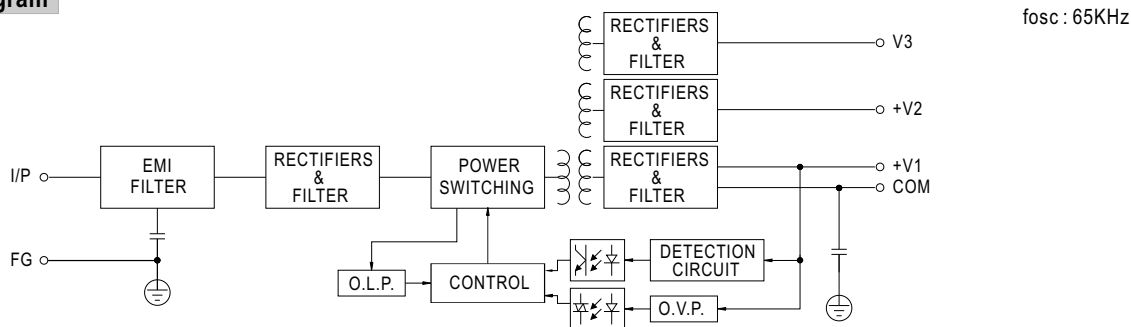 fosc : 65KHz
RECTIFIERS
&
FILTER
V3
RECTIFIERS
&
FILTER
+V2
I/P
EMI
FILTER
RECTIFIERS
&
FILTER
POWER
SWITCHING
RECTIFIERS
&
FILTER
+V1
COM
FG
O.L.P.
CONTROL
DETECTION
CIRCUIT
O.V.P.